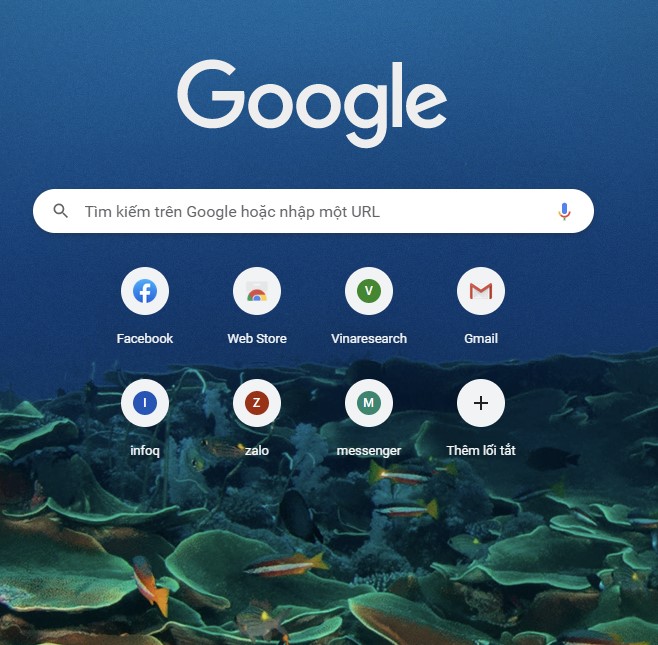 Google
Tìm kiếm trên Google hoặc nhập một URL
V
Facebook Web Store Vinaresearch Gmail
I Z M
infoq zalo messenger Thêm lối tắt